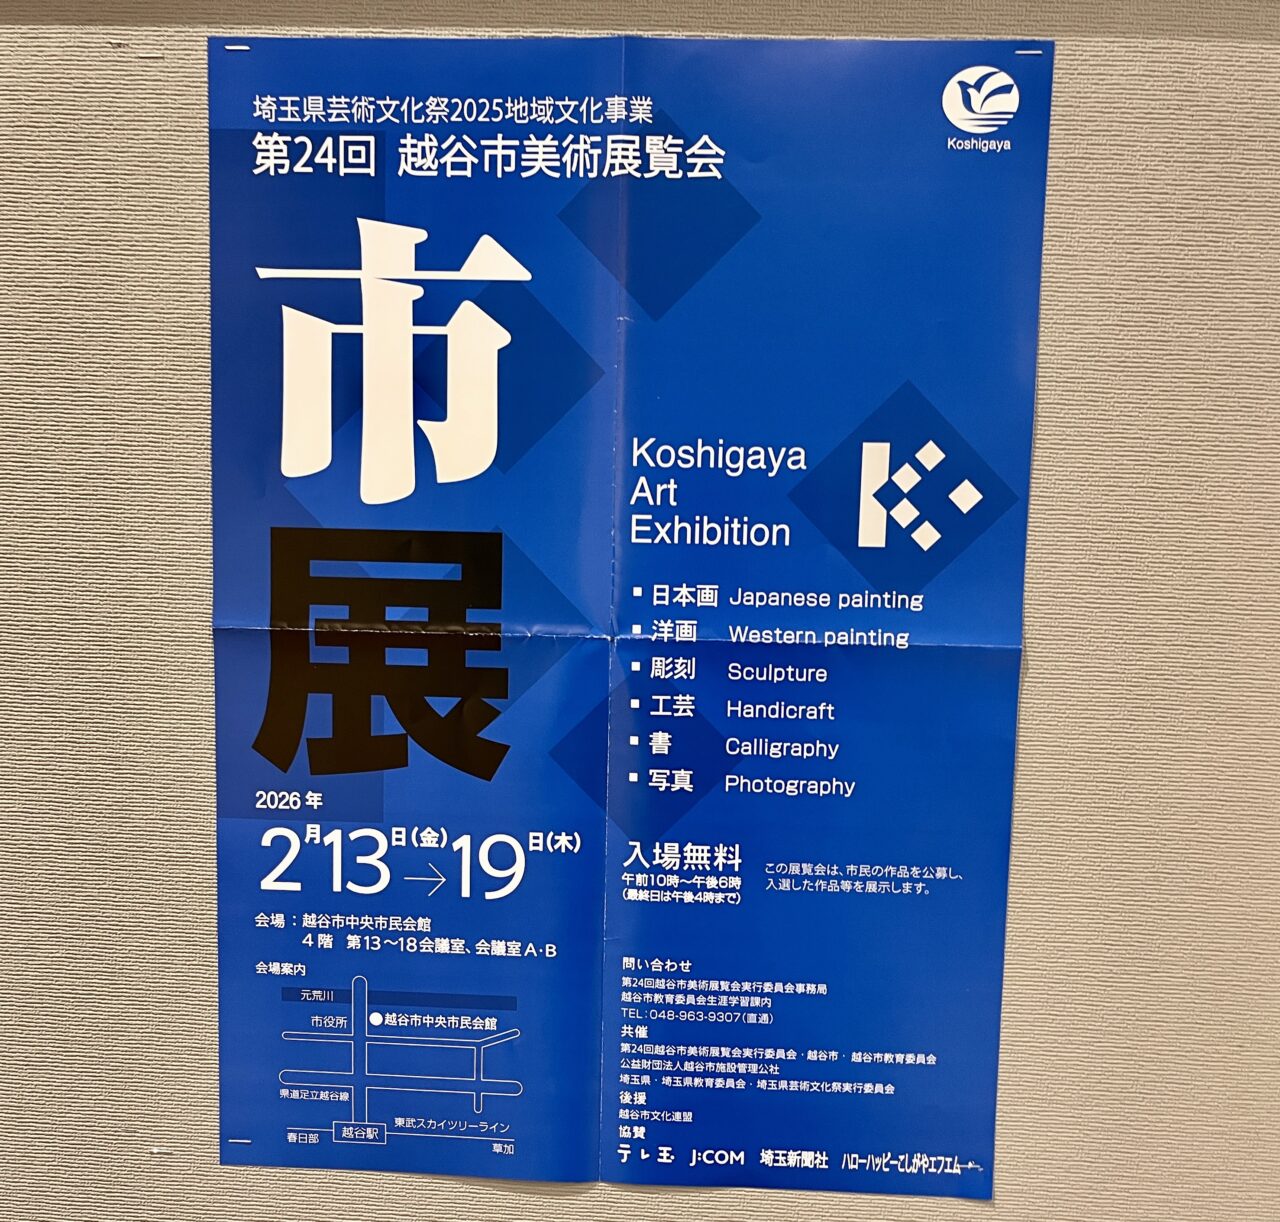 埼玉県芸術文化祭2025地域文化事業
第24回 越谷市美術展覧会
Koshigaya
市
展
Koshigaya
Art
Exhibition
K
日本画 Japanese painting
洋画 Western painting
彫刻 Sculpture
工芸 Handicraft
書 Calligraphy
写真 Photography
2026年
2月13日(金)→19日(木)
会場：越谷市中央市民会館
4階 第13～18会議室、会議室A・B
入場無料
午前10時～午後6時
(最終日は午後4時まで)
この展覧会は、市民の作品を公募し、
入選した作品等を展示します。
会場案内
元荒川
市役所
越谷市中央市民会館
県道足立越谷線
東武スカイツリーライン
春日部
越谷駅
草加
問い合わせ
第24回越谷市美術展覧会実行委員会事務局
越谷市教育委員会生涯学習課内
TEL：048-963-9307(直通)
共催
第24回越谷市美術展覧会実行委員会・越谷市・越谷市教育委員会
公益財団法人越谷市施設管理公社
埼玉県・埼玉県教育委員会・埼玉県芸術文化祭実行委員会
後援
越谷市文化連盟
協賛
テレ玉 J:COM 埼玉新聞社 ハローハッピーこしがやエフエム